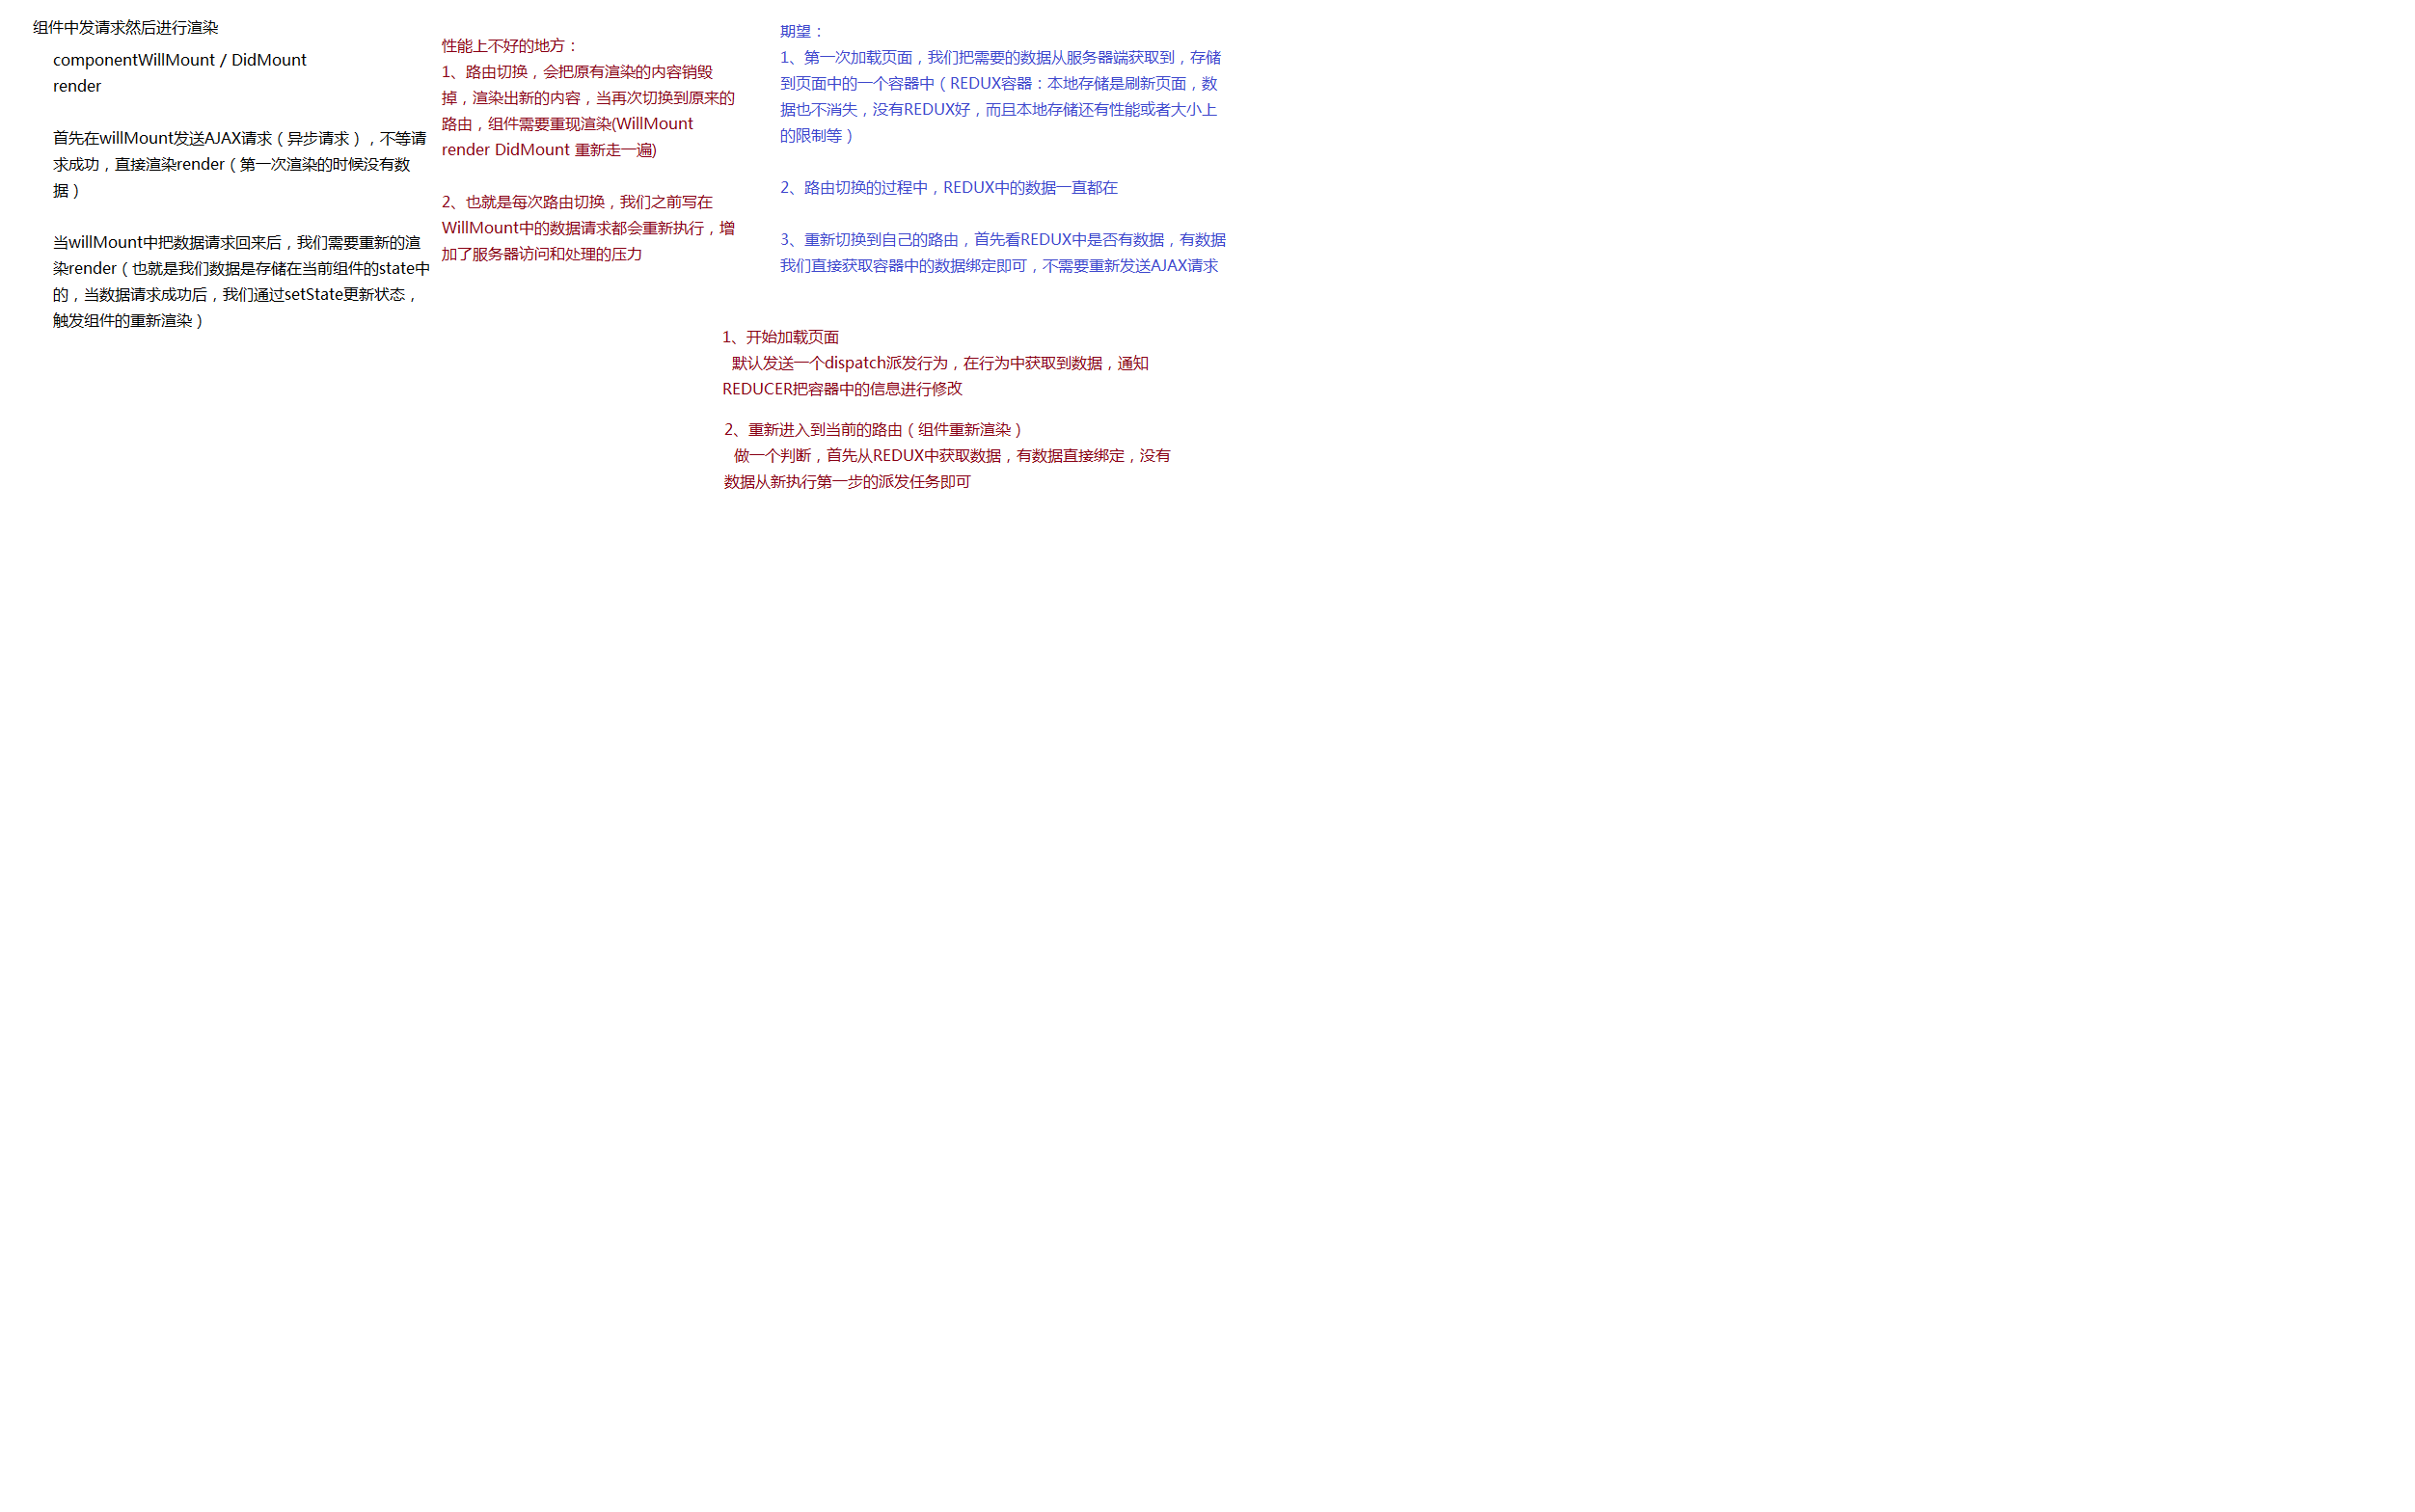 组件中发请求然后进行渲染
componentWillMount / DidMount
render
首先在willMount发送AJAX请求（异步请求），不等请
求成功，直接渲染render（第一次渲染的时候没有数
据）
当willMount中把数据请求回来后，我们需要重新的渲
染render（也就是我们数据是存储在当前组件的state中
的，当数据请求成功后，我们通过setState更新状态，
触发组件的重新渲染）
性能上不好的地方：
1、路由切换，会把原有渲染的内容销毁
掉，渲染出新的内容，当再次切换到原来的
路由，组件需要重现渲染(WillMount
render DidMount 重新走一遍)
2、也就是每次路由切换，我们之前写在
WillMount中的数据请求都会重新执行，增
加了服务器访问和处理的压力
期望：
1、第一次加载页面，我们把需要的数据从服务器端获取到，存储
到页面中的一个容器中（REDUX容器：本地存储是刷新页面，数
据也不消失，没有REDUX好，而且本地存储还有性能或者大小上
的限制等）
2、路由切换的过程中，REDUX中的数据一直都在
3、重新切换到自己的路由，首先看REDUX中是否有数据，有数据
我们直接获取容器中的数据绑定即可，不需要重新发送AJAX请求
1、开始加载页面
默认发送一个dispatch派发行为，在行为中获取到数据，通知
REDUCER把容器中的信息进行修改
2、重新进入到当前的路由（组件重新渲染）
做一个判断，首先从REDUX中获取数据，有数据直接绑定，没有
数据从新执行第一步的派发任务即可